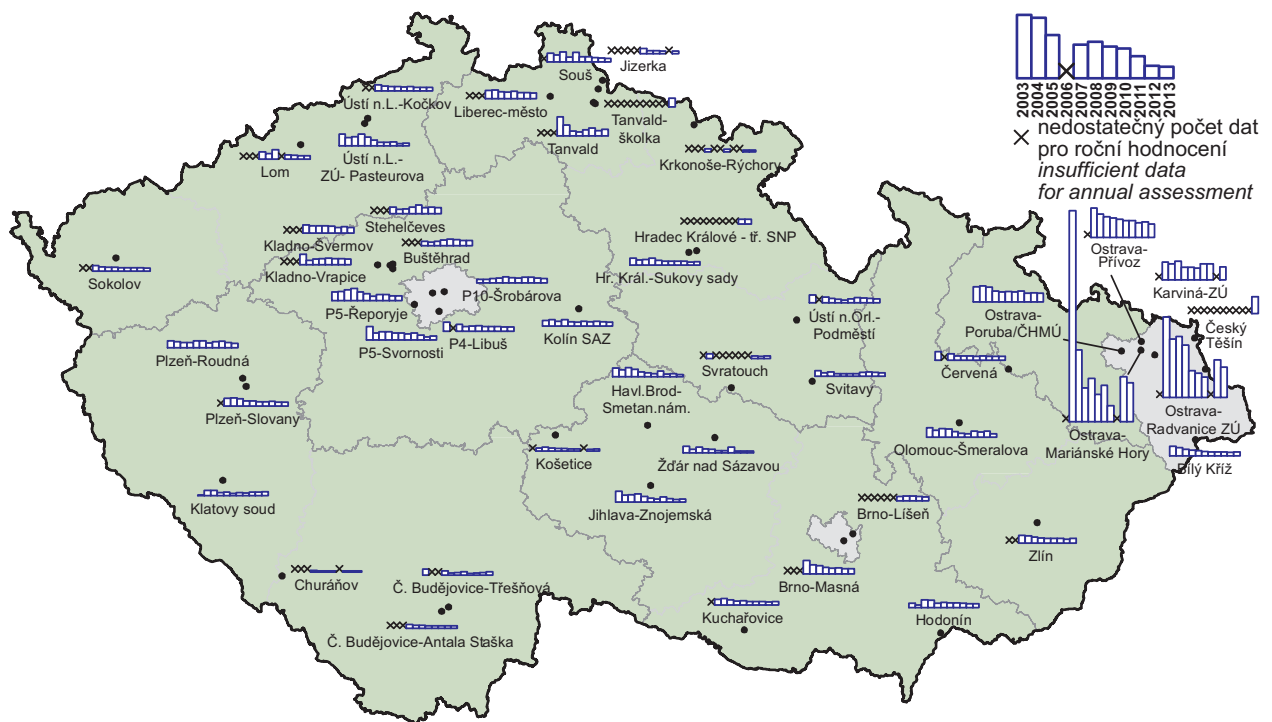 2003
2004
2005
2006
2007
2008
2009
2010
2011
2012
2013
nedostatečný počet dat
pro roční hodnocení
insufficient data
for annual assessment
Jizerka
Souš
Ústí n.L.-Kočkov
Liberec-město
Tanvald-
školka
Tanvald
Ústí n.L.-
ZÚ- Pasteurova
Lom
Krkonoše-Rýchory
Stehelčeves
Hradec Králové - tř. SNP
Kladno-Švermov
Buštěhrad
Kladno-Vrapice
Hr. Král.-Sukovy sady
Sokolov
P10-Šrobárova
P5-Řeporyje
P4-Libuš
P5-Svornosti
Kolín SAZ
Ústí n.Orl.-
Podměstí
Ostrava-
Přívoz
Karviná-ZÚ
Ostrava-
Poruba/ČHMÚ
Český
Těšín
Plzeň-Roudná
Svratouch
Červená
Havl.Brod-
Smetan.nám.
Svitavy
Plzeň-Slovany
Ostrava-
Radvanice ZÚ
Ostrava-
Mariánské Hory
Olomouc-Šmeralova
Košetice
Žďár nad Sázavou
Bílý Kříž
Klatovy soud
Jihlava-Znojemská
Brno-Líšeň
Zlín
Churáňov
Č. Budějovice-Třešňová
Brno-Masná
Kuchařovice
Hodonín
Č. Budějovice-Antala Staška